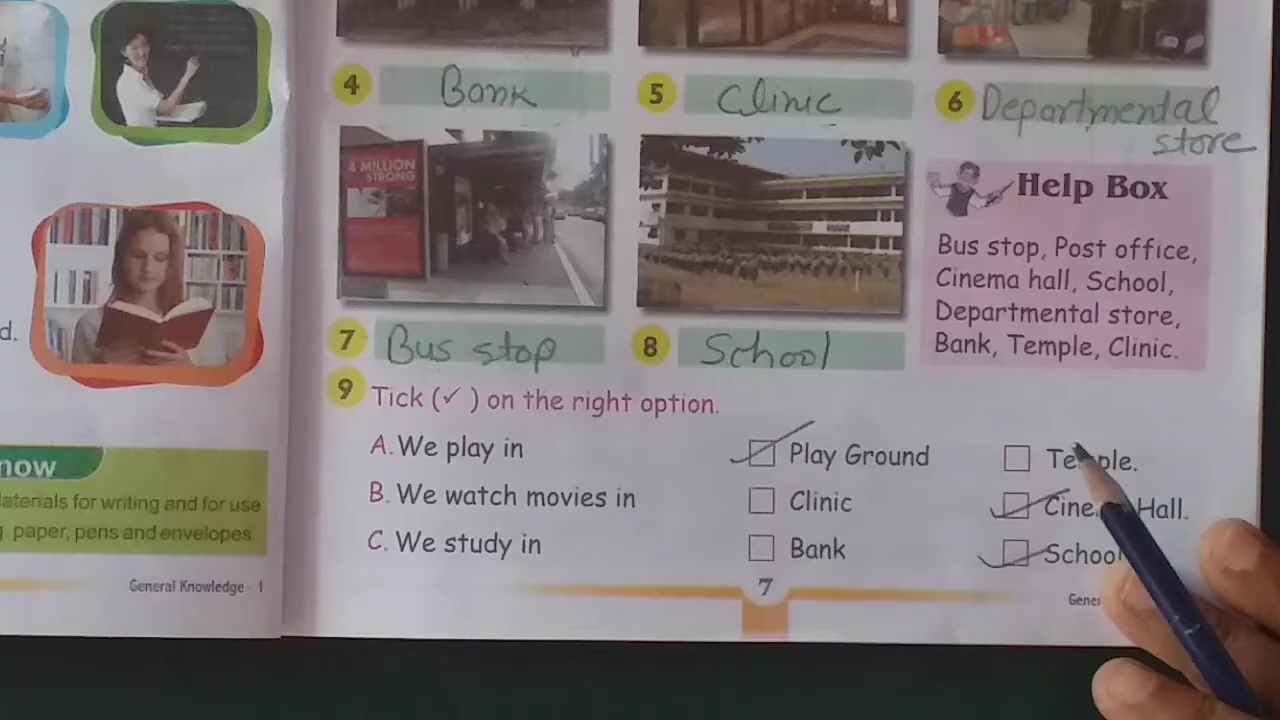 4 Bank
5 Clinic
6 Departmental
store
4 MILLION
STRONG
Help Box
Bus stop, Post office,
Cinema hall, School,
Departmental store,
Bank, Temple, Clinic.
7 Bus stop
8 School
9 Tick (✓) on the right option.
A. We play in Play Ground Temple.
B. We watch movies in Clinic Hall.
C. We study in Bank School
7
d.
now
materials for writing and for use
g. paper, pens and envelopes.
General Knowledge - 1